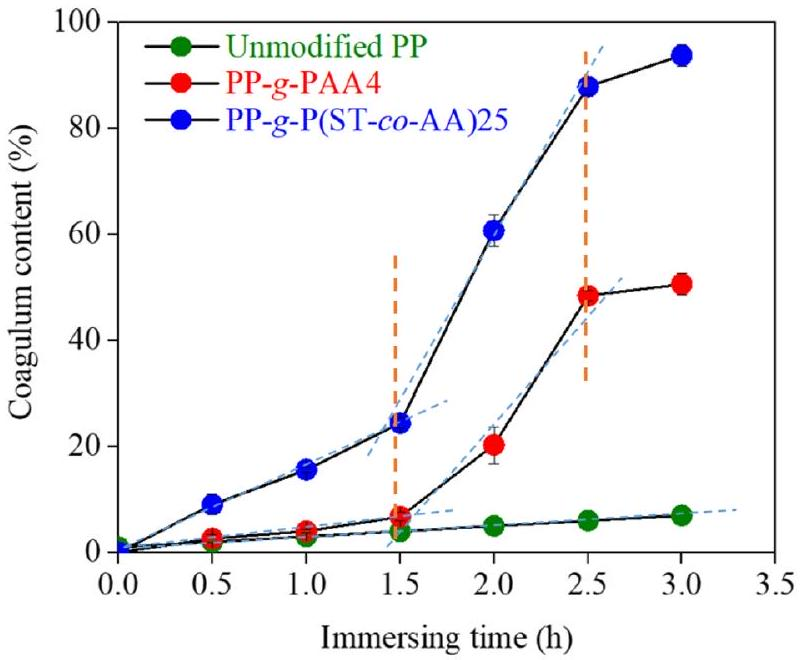 100
80
60
40
20
0
Coagulum content (%)
Unmodified PP
PP-g-PAA4
PP-g-P(ST-co-AA)25
0.0 0.5 1.0 1.5 2.0 2.5 3.0 3.5
Immersing time (h)